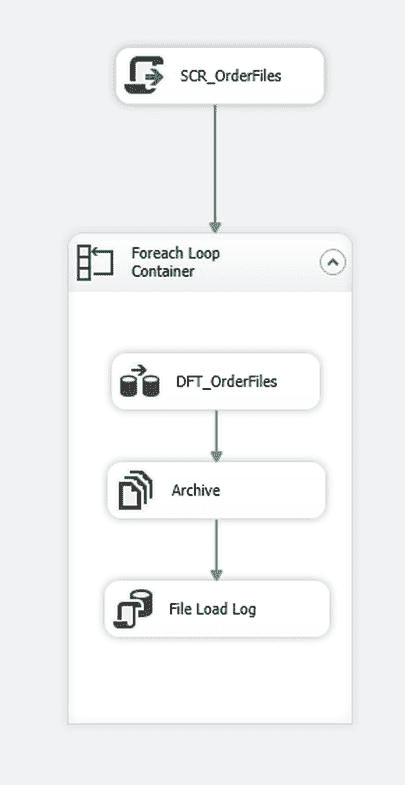 SCR_OrderFiles
Foreach Loop
Container
DFT_OrderFiles
Archive
File Load Log